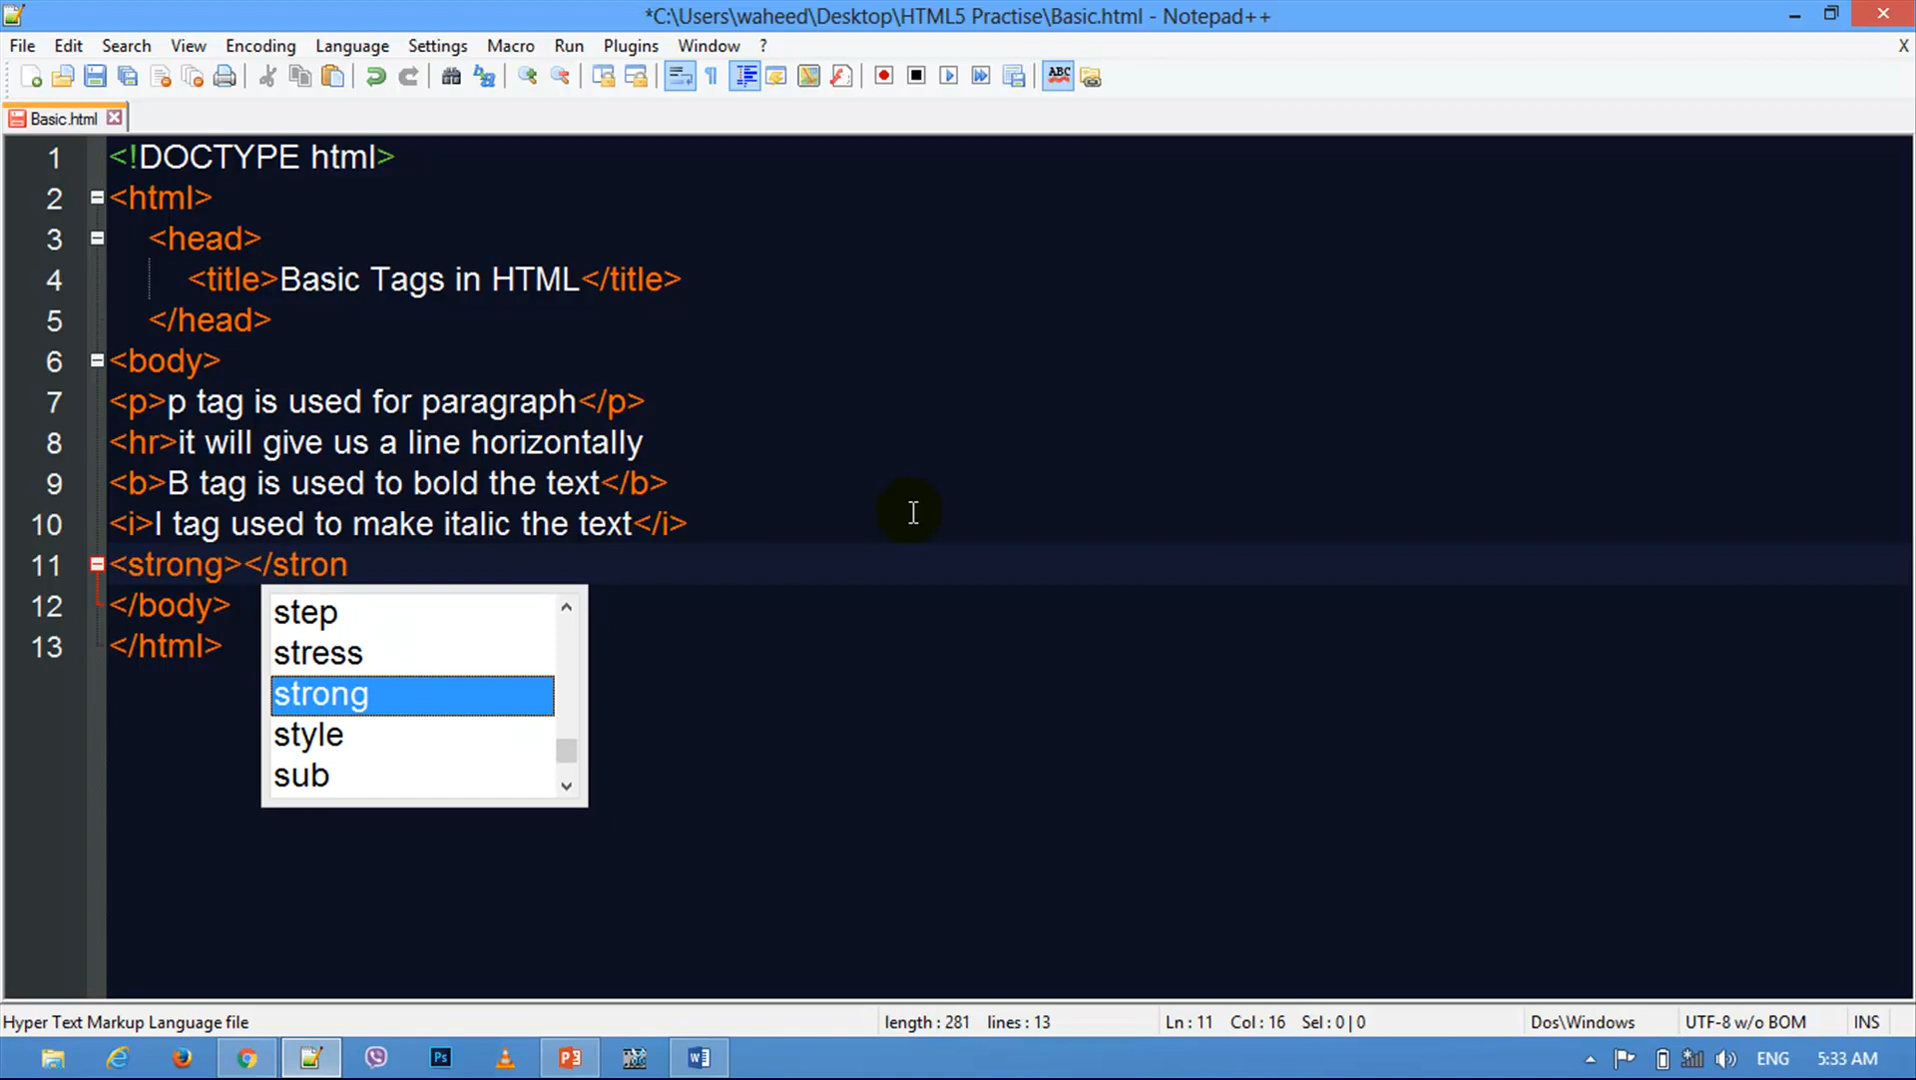 *C:\Users\waheed\Desktop\HTML5 Practise\Basic.html - Notepad++
File Edit Search View Encoding Language Settings Macro Run Plugins Window ? X
ABC
Basic.html
1 <!DOCTYPE html>
2 <html>
3 <head>
4 <title>Basic Tags in HTML</title>
5 </head>
6 <body>
7 <p>p tag is used for paragraph</p>
8 <hr>it will give us a line horizontally
9 <b>B tag is used to bold the text</b>
10 <i>I tag used to make italic the text</i>
11 <strong></stron
12 </body>
13 </html>
step
stress
strong
style
sub
Hyper Text Markup Language file length : 281 lines : 13 Ln : 11 Col : 16 Sel : 0 | 0 Dos\Windows UTF-8 w/o BOM INS
Ps ENG 5:33 AM